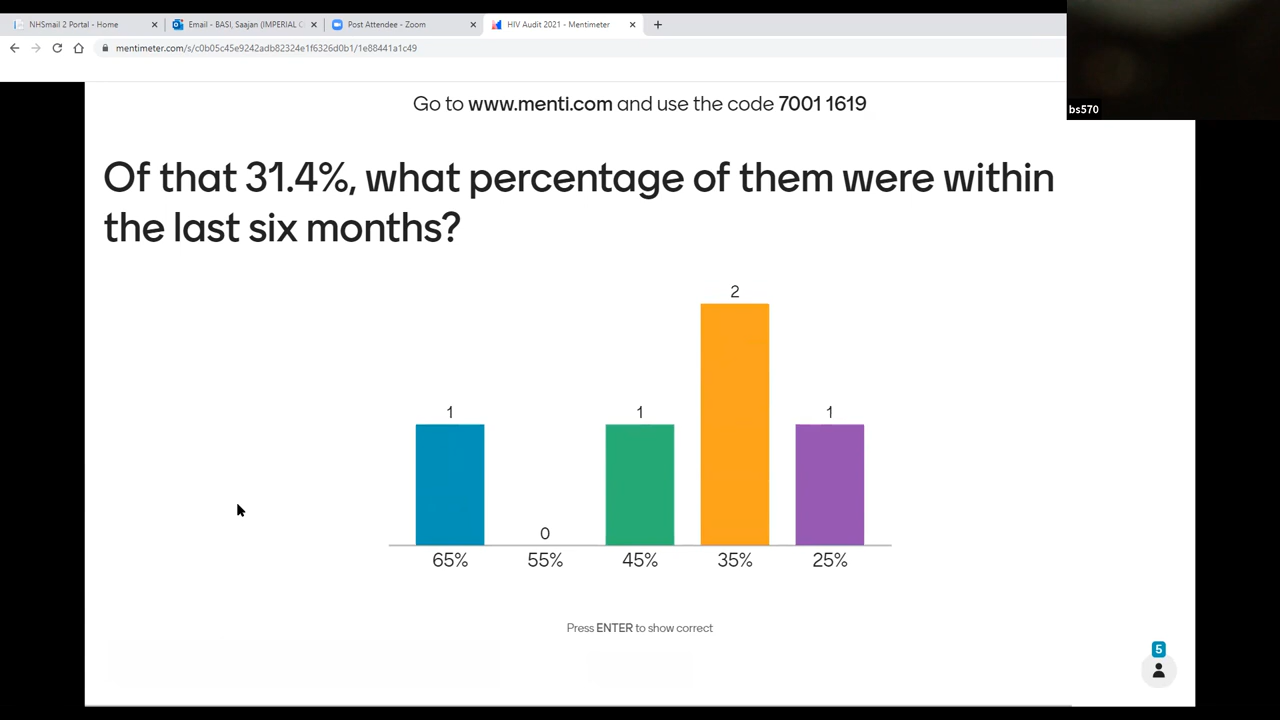 NHSmail 2 Portal - Home
Email - BASI, Saajan (IMPERIAL C
Post Attendee - Zoom
HIV Audit 2021 - Mentimeter
mentimeter.com/s/c0b05c45e9242adb82324e1f6326d0b1/1e88441a1c49
bs570
Go to www.menti.com and use the code 7001 1619
Of that 31.4%, what percentage of them were within
the last six months?
2
1 1 1
0
65% 55% 45% 35% 25%
Press ENTER to show correct
5